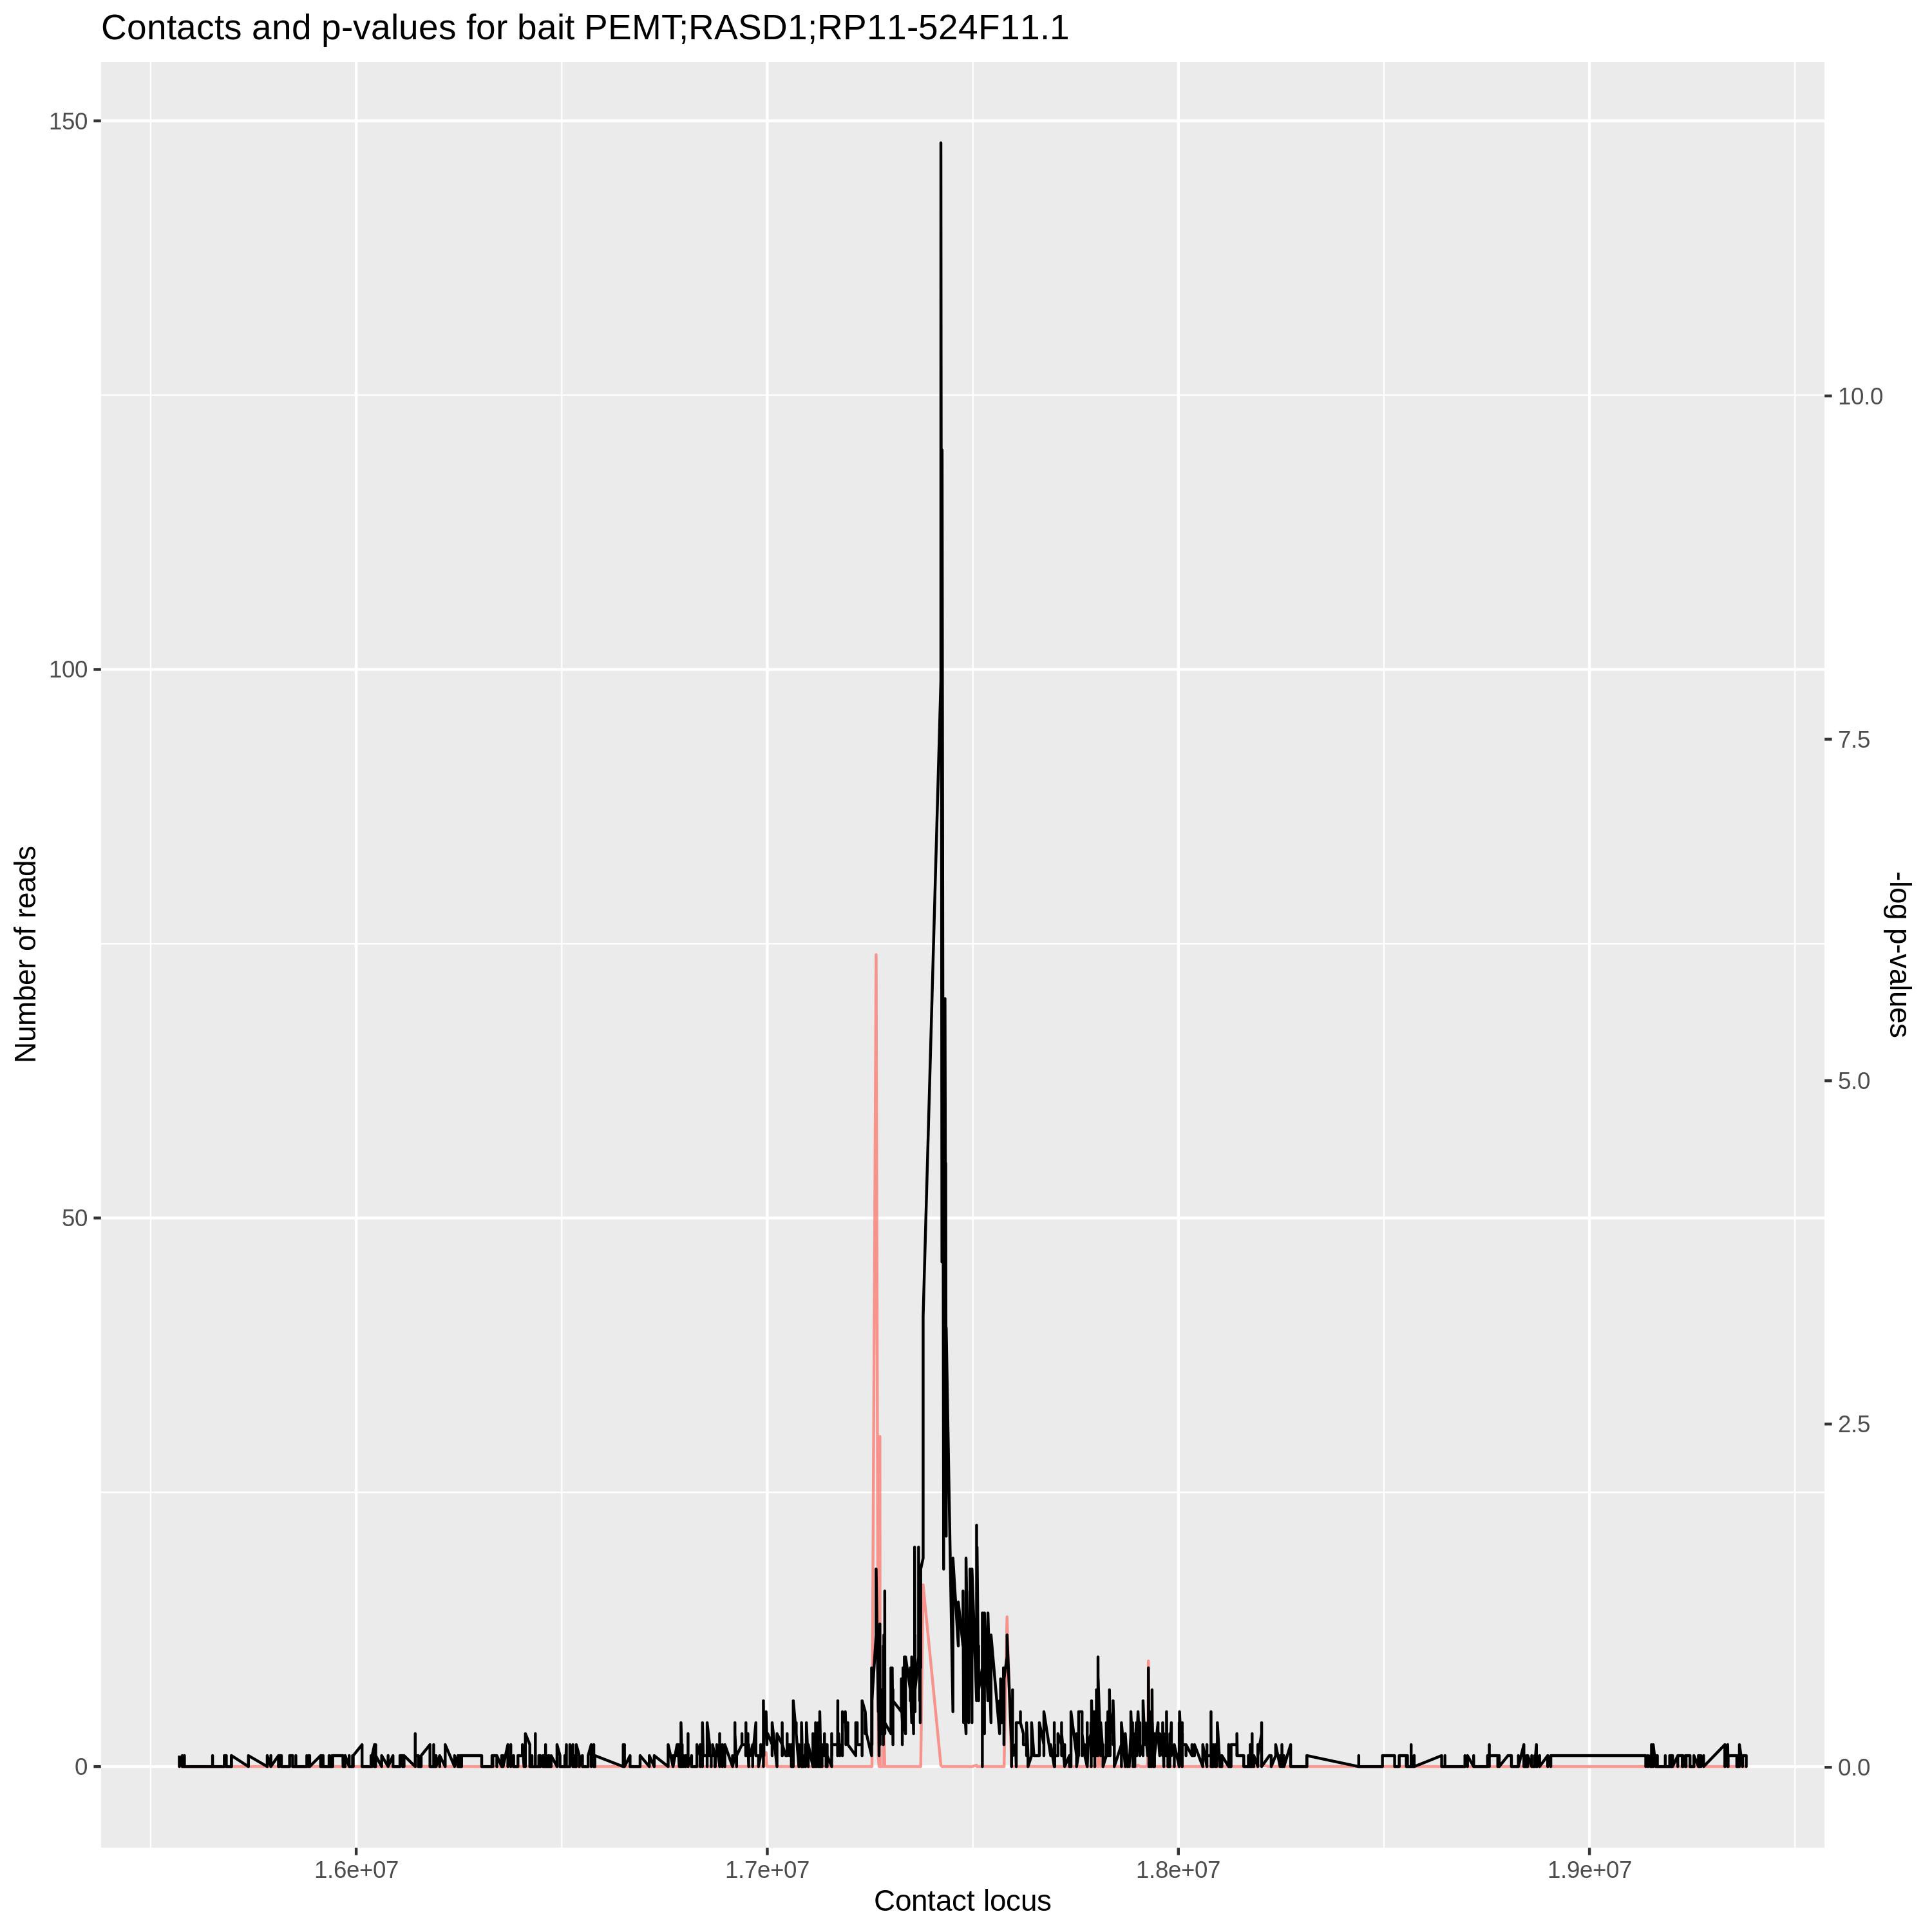 Contacts and p-values for bait PEMT;RASD1;RP11-524F11.1
150
100
50
0
Number of reads
10.0
7.5
5.0
2.5
0.0
-log p-values
1.6e+07
1.7e+07
1.8e+07
1.9e+07
Contact locus